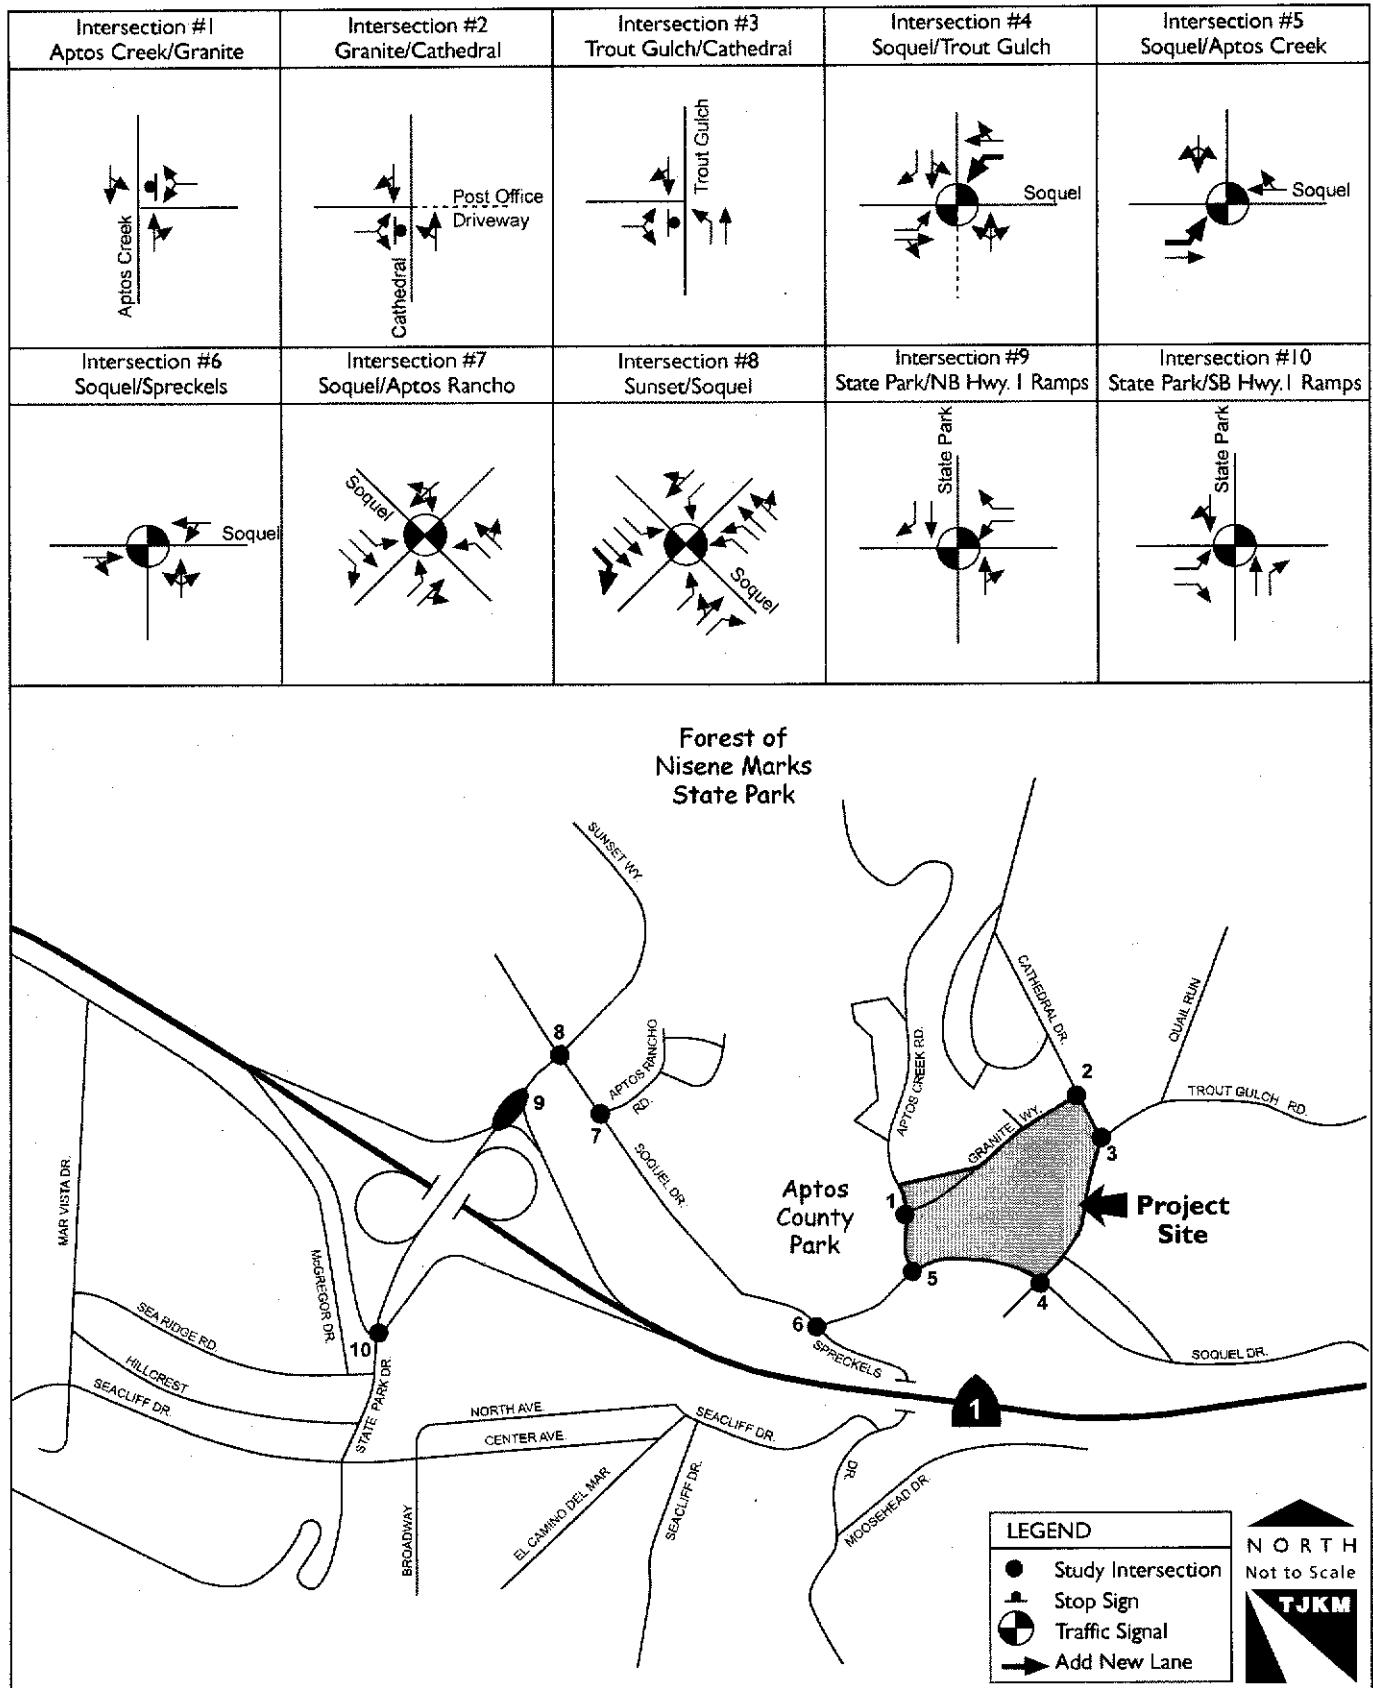 Intersection #1
Aptos Creek/Granite
Intersection #2
Granite/Cathedral
Intersection #3
Trout Gulch/Cathedral
Intersection #4
Soquel/Trout Gulch
Intersection #5
Soquel/Aptos Creek
Aptos Creek
Post Office
Driveway
Cathedral
Trout Gulch
Soquel
Soquel
Intersection #6
Soquel/Spreckels
Intersection #7
Soquel/Aptos Rancho
Intersection #8
Sunset/Soquel
Intersection #9
State Park/NB Hwy. 1 Ramps
Intersection #10
State Park/SB Hwy.1 Ramps
Soquel
Soquel
Soquel
State Park
State Park
Forest of
Nisene Marks
State Park
SUNSET WY.
8
9
7
APTOS RANCHO
RD.
SOQUEL DR.
APTOS CREEK RD.
CATHEDRAL DR.
QUAIL RUN
2
TROUT GULCH RD.
3
GRANITE WY.
1
Aptos
County
Park
Project
Site
5
4
6
SPRECKELS
SOQUEL DR.
MAR VISTA DR.
McGREGOR DR.
SEA RIDGE RD.
10
HILLCREST
SEACLIFF DR.
STATE PARK DR.
NORTH AVE
CENTER AVE.
SEACLIFF DR.
1
DR.
MOOSEHEAD DR.
BROADWAY
EL CAMINO DEL MAR
SEACLIFF DR.
LEGEND
Study Intersection
Stop Sign
Traffic Signal
Add New Lane
NORTH
Not to Scale
TJKM